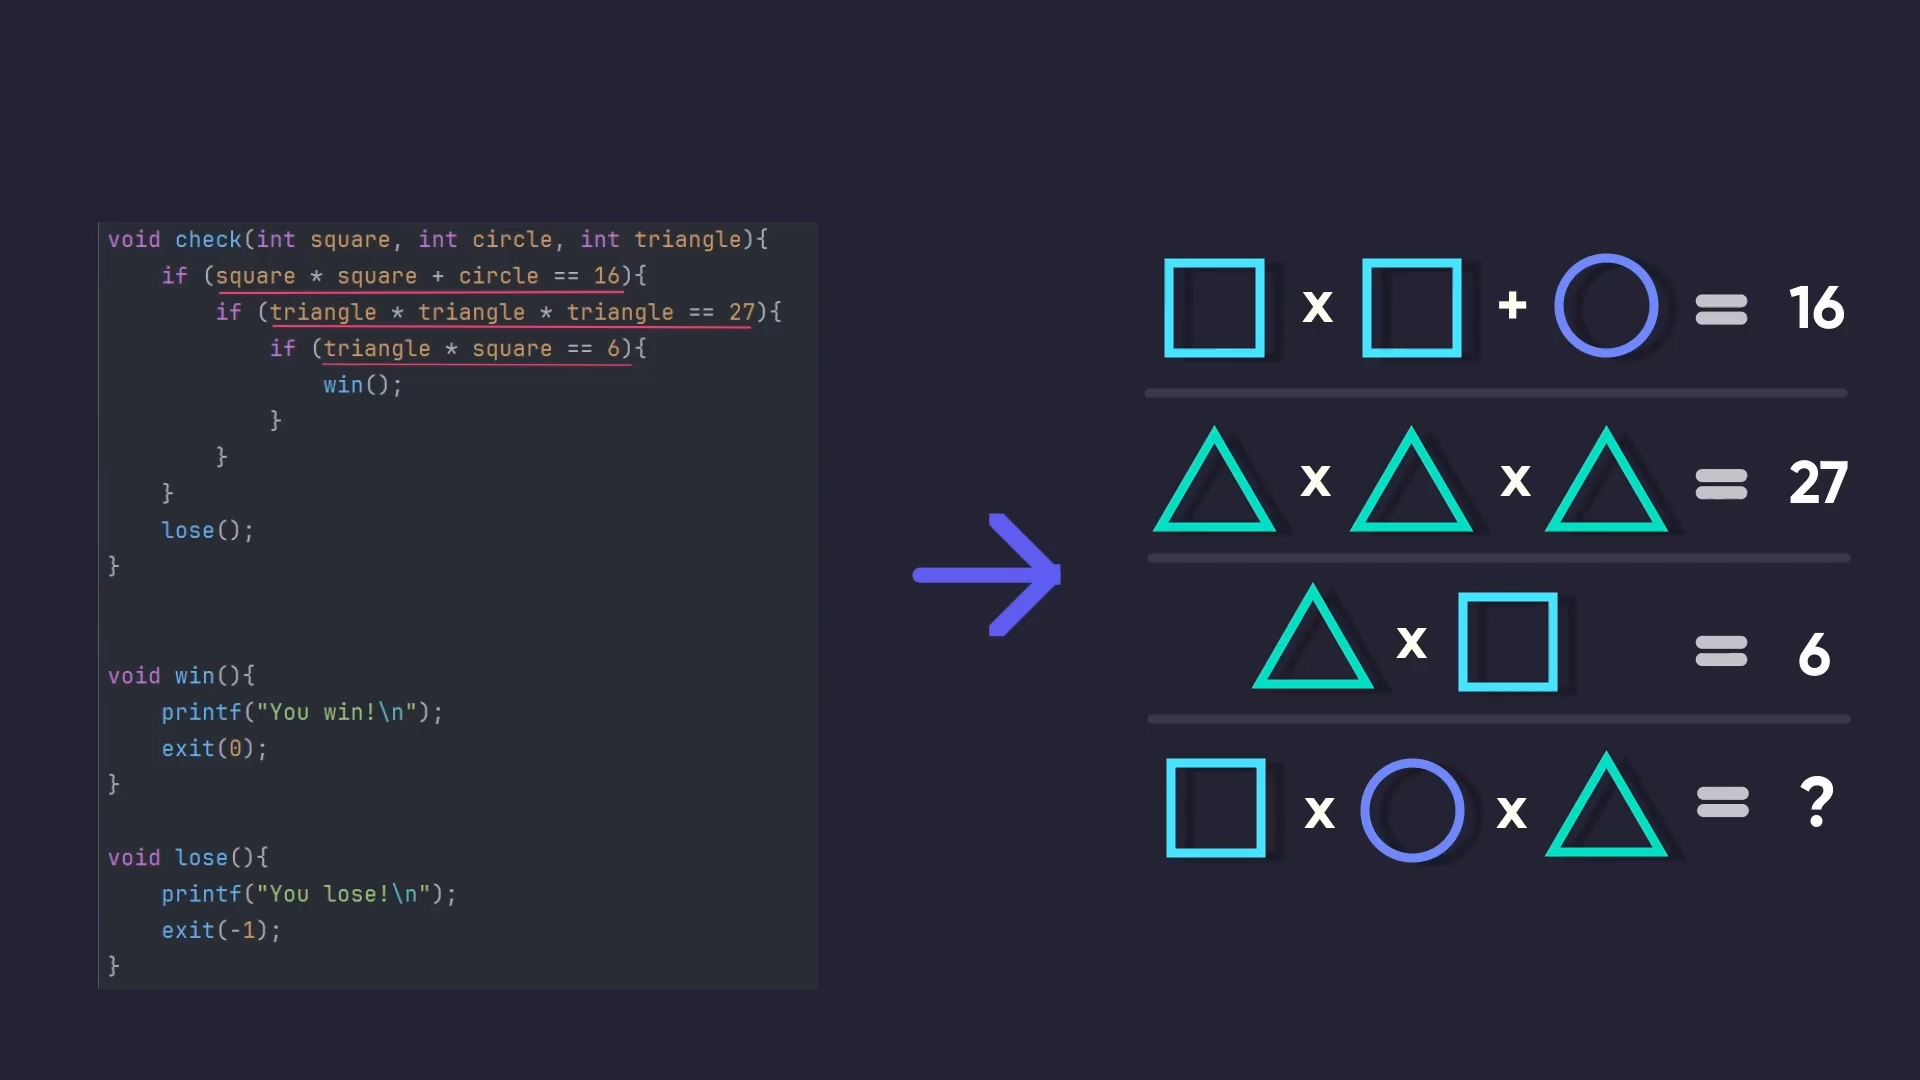 void check(int square, int circle, int triangle){
if (square * square + circle == 16){
if (triangle * triangle * triangle == 27){
if (triangle * square == 6){
win();
}
}
}
lose();
}
void win(){
printf("You win!\n");
exit(0);
}
void lose(){
printf("You lose!\n");
exit(-1);
}
x + = 16
x x = 27
x = 6
x x = ?